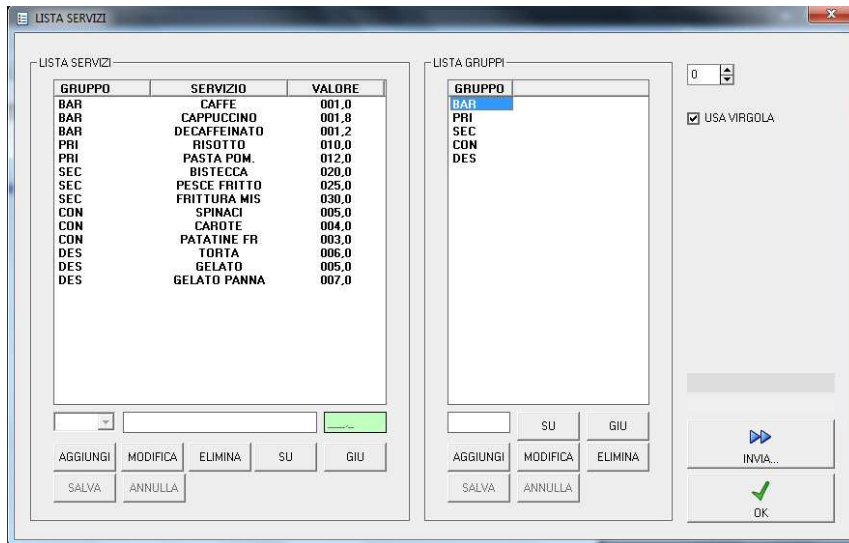 LISTA SERVIZI
LISTA SERVIZI
GRUPPO SERVIZIO VALORE
BAR CAFFE 001,0
BAR CAPPUCCINO 001,8
BAR DECAFFEINATO 001,2
PRI RISOTTO 010,0
PRI PASTA POM. 012,0
SEC BISTECCA 020,0
SEC PESCE FRITTO 025,0
SEC FRITTURA MIS 030,0
CON SPINACI 005,0
CON CAROTE 004,0
CON PATATINE FR 003,0
DES TORTA 006,0
DES GELATO 005,0
DES GELATO PANNA 007,0
___,_
AGGIUNGI MODIFICA ELIMINA SU GIU
SALVA ANNULLA
LISTA GRUPPI
GRUPPO
BAR
PRI
SEC
CON
DES
SU GIU
AGGIUNGI MODIFICA ELIMINA
SALVA ANNULLA
0
USA VIRGOLA
INVIA...
OK